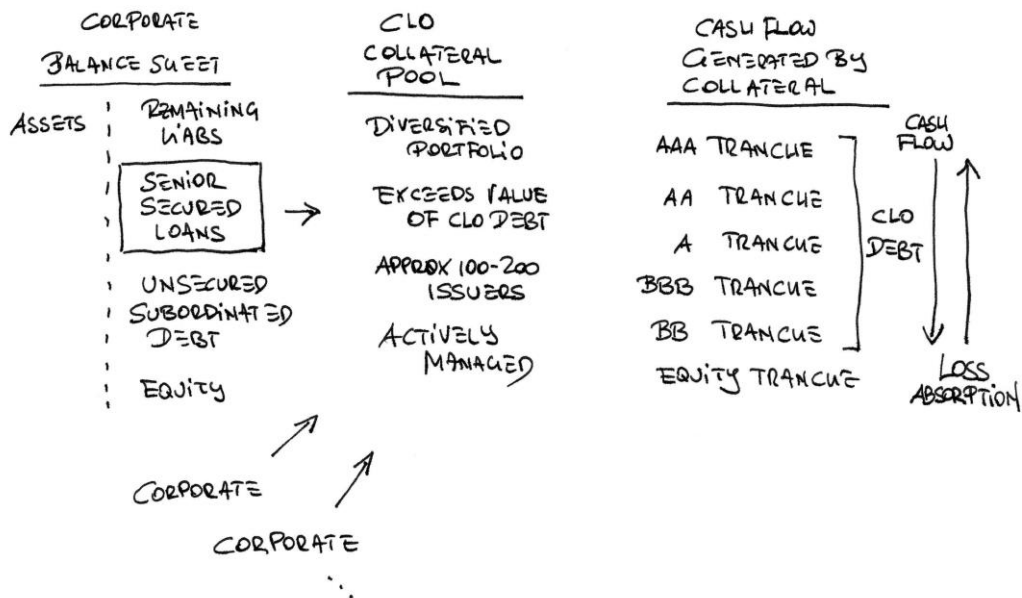 CORPORATE
BALANCE SHEET
ASSETS
REMAINING
LIABS
SENIOR
SECURED
LOANS
UNSECURED
SUBORDINATED
DEBT
EQUITY
CLO
COLLATERAL
POOL
DIVERSIFIED
PORTFOLIO
EXCEEDS VALUE
OF CLO DEBT
APPROX 100-200
ISSUERS
ACTIVELY
MANAGED
CORPORATE
CORPORATE
CASH FLOW
GENERATED BY
COLLATERAL
AAA TRANCHE
AA TRANCHE
A TRANCHE
BBB TRANCHE
BB TRANCHE
EQUITY TRANCHE
CLO
DEBT
CASH
FLOW
LOSS
ABSORPTION